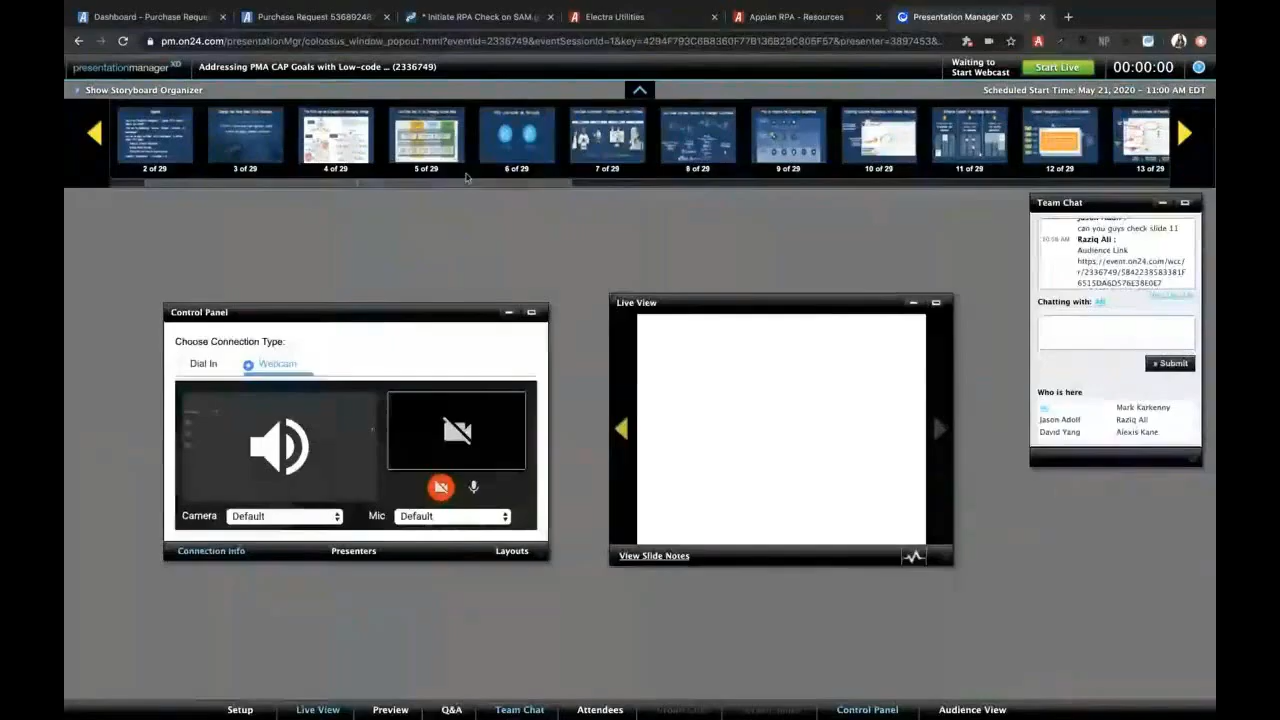 Dashboard - Purchase Reque
Purchase Request 53689248
* Initiate RPA Check on SAM.g
Electra Utilities
Appian RPA - Resources
Presentation Manager XD
pm.on24.com/presentationMgr/colossus_window_popout.html?eventid=2336749&eventSessionId=1&key=4294F793C6B8360F77B136B29C805F57&presenter=3897453&...
presentationmanager XD
Addressing PMA CAP Goals with Low-code ... (2336749)
Waiting to
Start Webcast
Start Live
00:00:00
Show Storyboard Organizer
Scheduled Start Time: May 21, 2020 - 11:00 AM EDT
2 of 29
3 of 29
4 of 29
5 of 29
6 of 29
7 of 29
8 of 29
9 of 29
10 of 29
11 of 29
12 of 29
13 of 29
Team Chat
can you guys check slide 11
Raziq Ali :
Audience Link
https://event.on24.com/wcc/
r/2336749/5842238583381F
6515DA6D576E38E0E7
Chatting with: All
» Submit
Who is here
Mark Karkenny
Jason Adolf
Raziq Ali
David Yang
Alexis Kane
Control Panel
Choose Connection Type:
Dial In
Webcam
Camera
Default
Mic
Default
Connection Info
Presenters
Layouts
Live View
View Slide Notes
Setup
Live View
Preview
Q&A
Team Chat
Attendees
Control Panel
Audience View